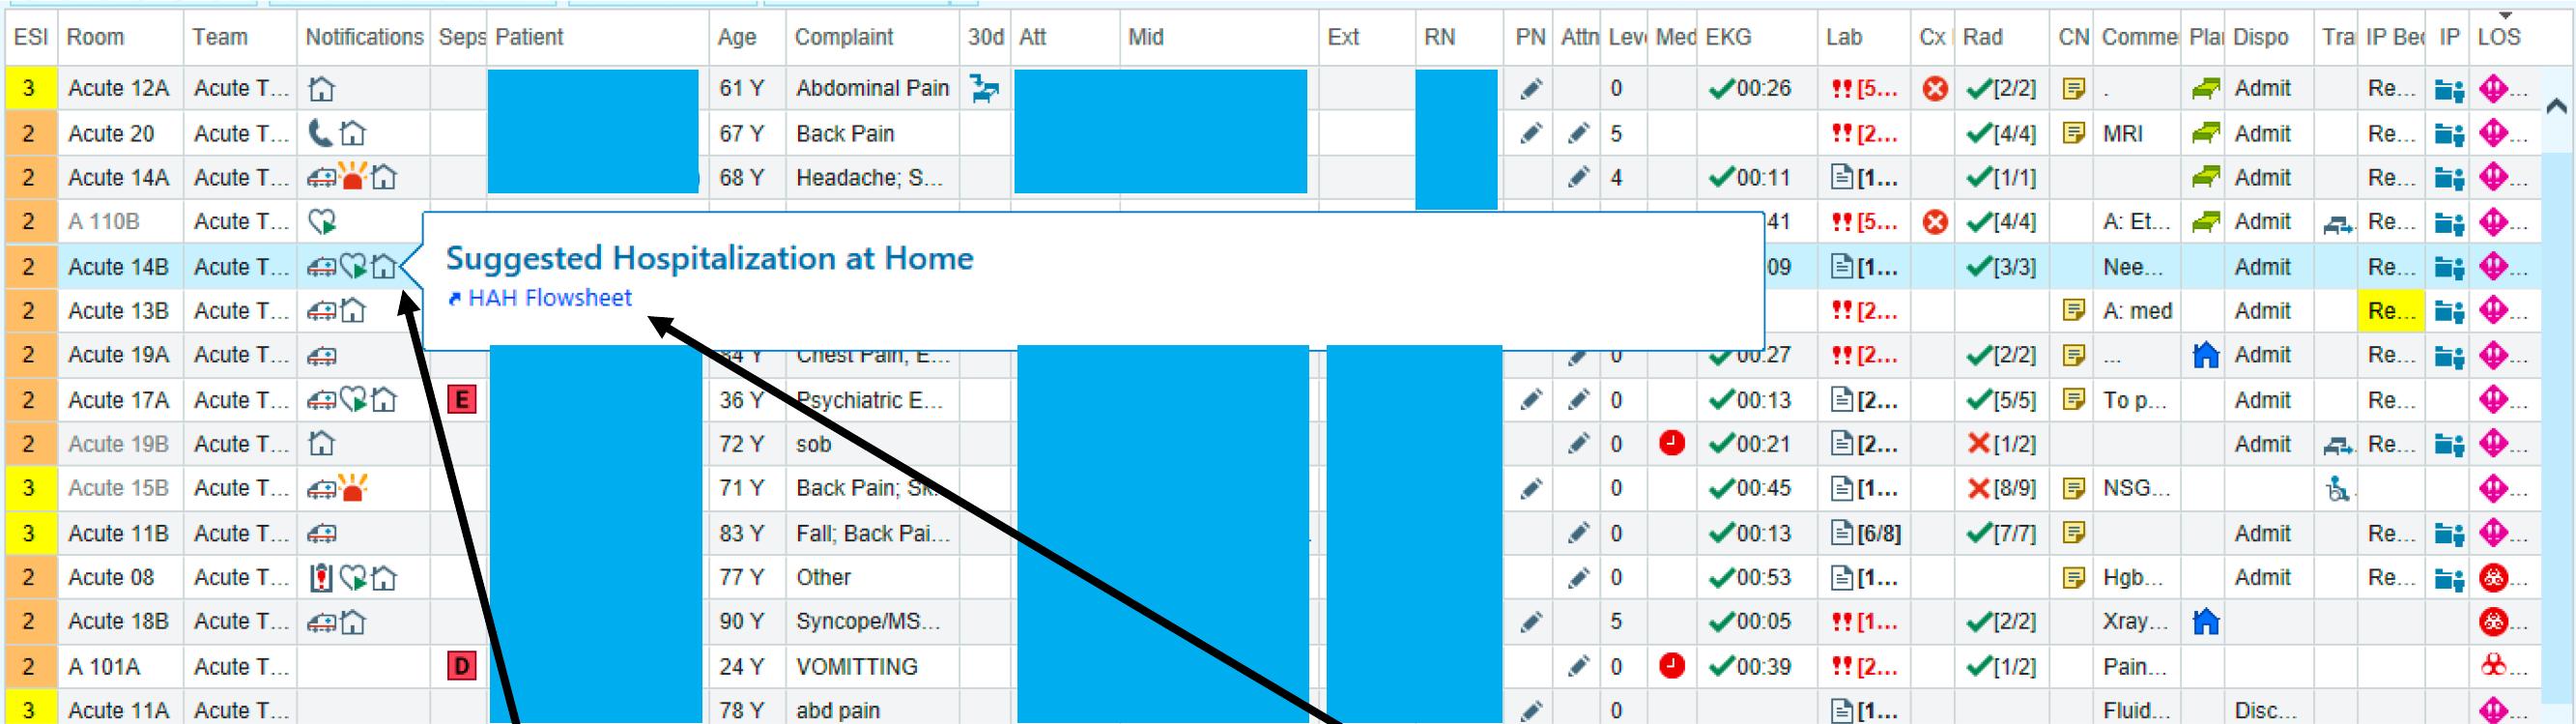 ESI Room Team Notifications Seps Patient Age Complaint 30d Att Mid Ext RN PN Attn Leve Med EKG Lab Cx Rad CN Comme Plan Dispo Tra IP Bed IP LOS
3 Acute 12A Acute T... 61 Y Abdominal Pain 0 00:26 !! [5... [2/2] . Admit Re... ...
2 Acute 20 Acute T... 67 Y Back Pain 5 !! [2... [4/4] MRI Admit Re... ...
2 Acute 14A Acute T... 68 Y Headache; S... 4 00:11 [1... [1/1] Admit Re... ...
2 A 110B Acute T... 41 !! [5... [4/4] A: Et... Admit Re... ...
2 Acute 14B Acute T... 09 [1... [3/3] Nee... Admit Re... ...
Suggested Hospitalization at Home
HAH Flowsheet
2 Acute 13B Acute T... !! [2... A: med Admit Re... ...
2 Acute 19A Acute T... 84 Y Chest Pain; E... 0 00:27 !! [2... [2/2] ... Admit Re... ...
2 Acute 17A Acute T... E 36 Y Psychiatric E... 0 00:13 [2... [5/5] To p... Admit Re... ...
2 Acute 19B Acute T... 72 Y sob 0 00:21 [2... [1/2] Admit Re... ...
3 Acute 15B Acute T... 71 Y Back Pain; Sk... 0 00:45 [1... [8/9] NSG... ...
3 Acute 11B Acute T... 83 Y Fall; Back Pai... 0 00:13 [6/8] [7/7] Admit Re... ...
2 Acute 08 Acute T... 77 Y Other 0 00:53 [1... Hgb... Admit Re... ...
2 Acute 18B Acute T... 90 Y Syncope/MS... 5 00:05 !! [1... [2/2] Xray... ...
2 A 101A Acute T... D 24 Y VOMITTING 0 00:39 !! [2... [1/2] Pain... ...
3 Acute 11A Acute T... 78 Y abd pain 0 [1... Fluid... Disc... ...